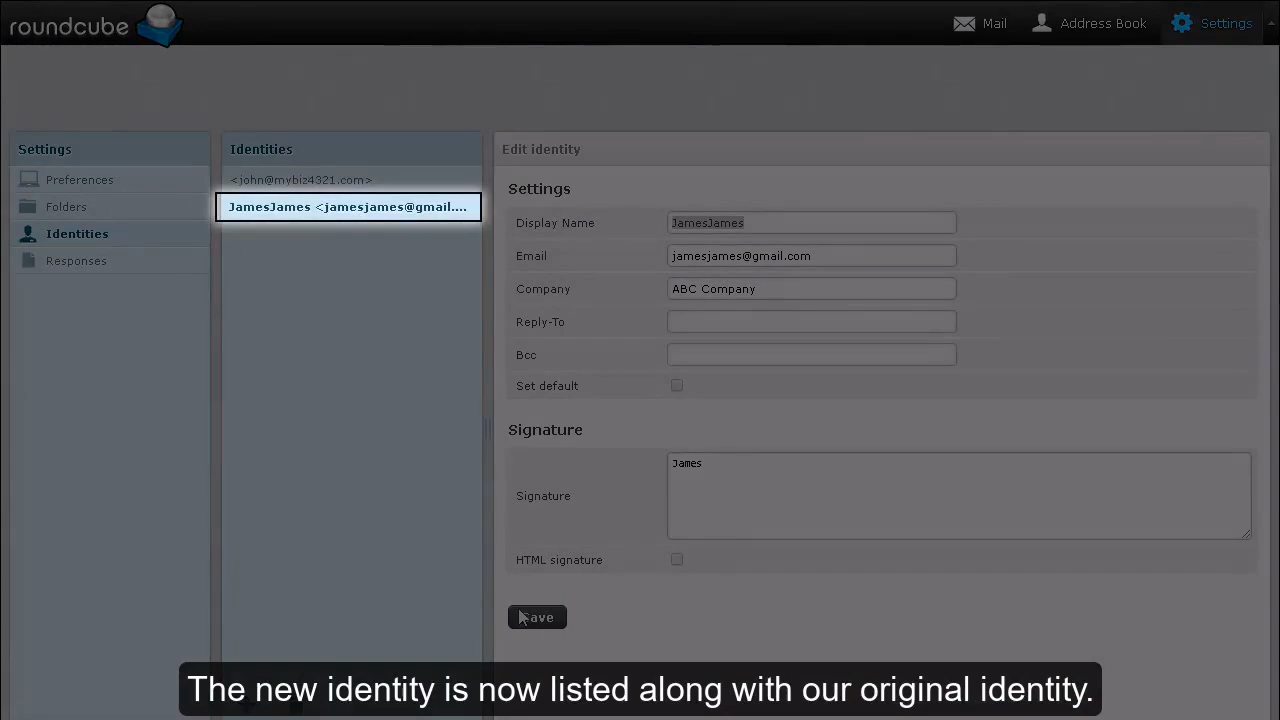 roundcube
Mail
Address Book
Settings
Settings
Preferences
Folders
Identities
Responses
Identities
<john@mybiz4321.com>
JamesJames <jamesjames@gmail....
Edit identity
Settings
Display Name
JamesJames
Email
jamesjames@gmail.com
Company
ABC Company
Reply-To
Bcc
Set default
Signature
Signature
James
HTML signature
Save
The new identity is now listed along with our original identity.